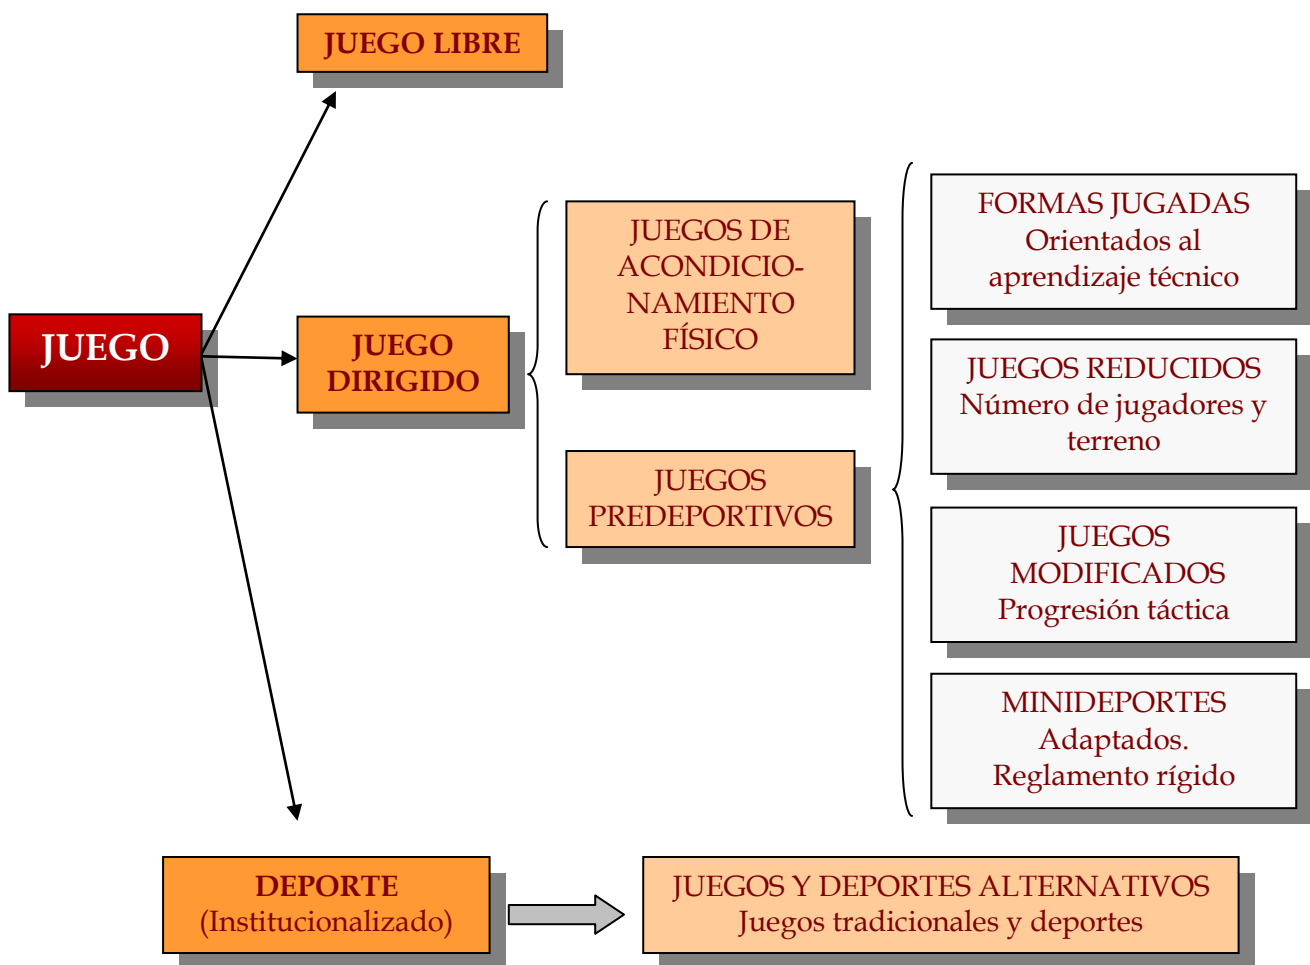 JUEGO LIBRE
JUEGO
JUEGO
DIRIGIDO
JUEGOS DE
ACONDICIO-
NAMIENTO
FÍSICO
JUEGOS
PREDEPORTIVOS
FORMAS JUGADAS
Orientados al
aprendizaje técnico
JUEGOS REDUCIDOS
Número de jugadores y
terreno
JUEGOS
MODIFICADOS
Progresión táctica
MINIDEPORTES
Adaptados.
Reglamento rígido
DEPORTE
(Institucionalizado)
JUEGOS Y DEPORTES ALTERNATIVOS
Juegos tradicionales y deportes